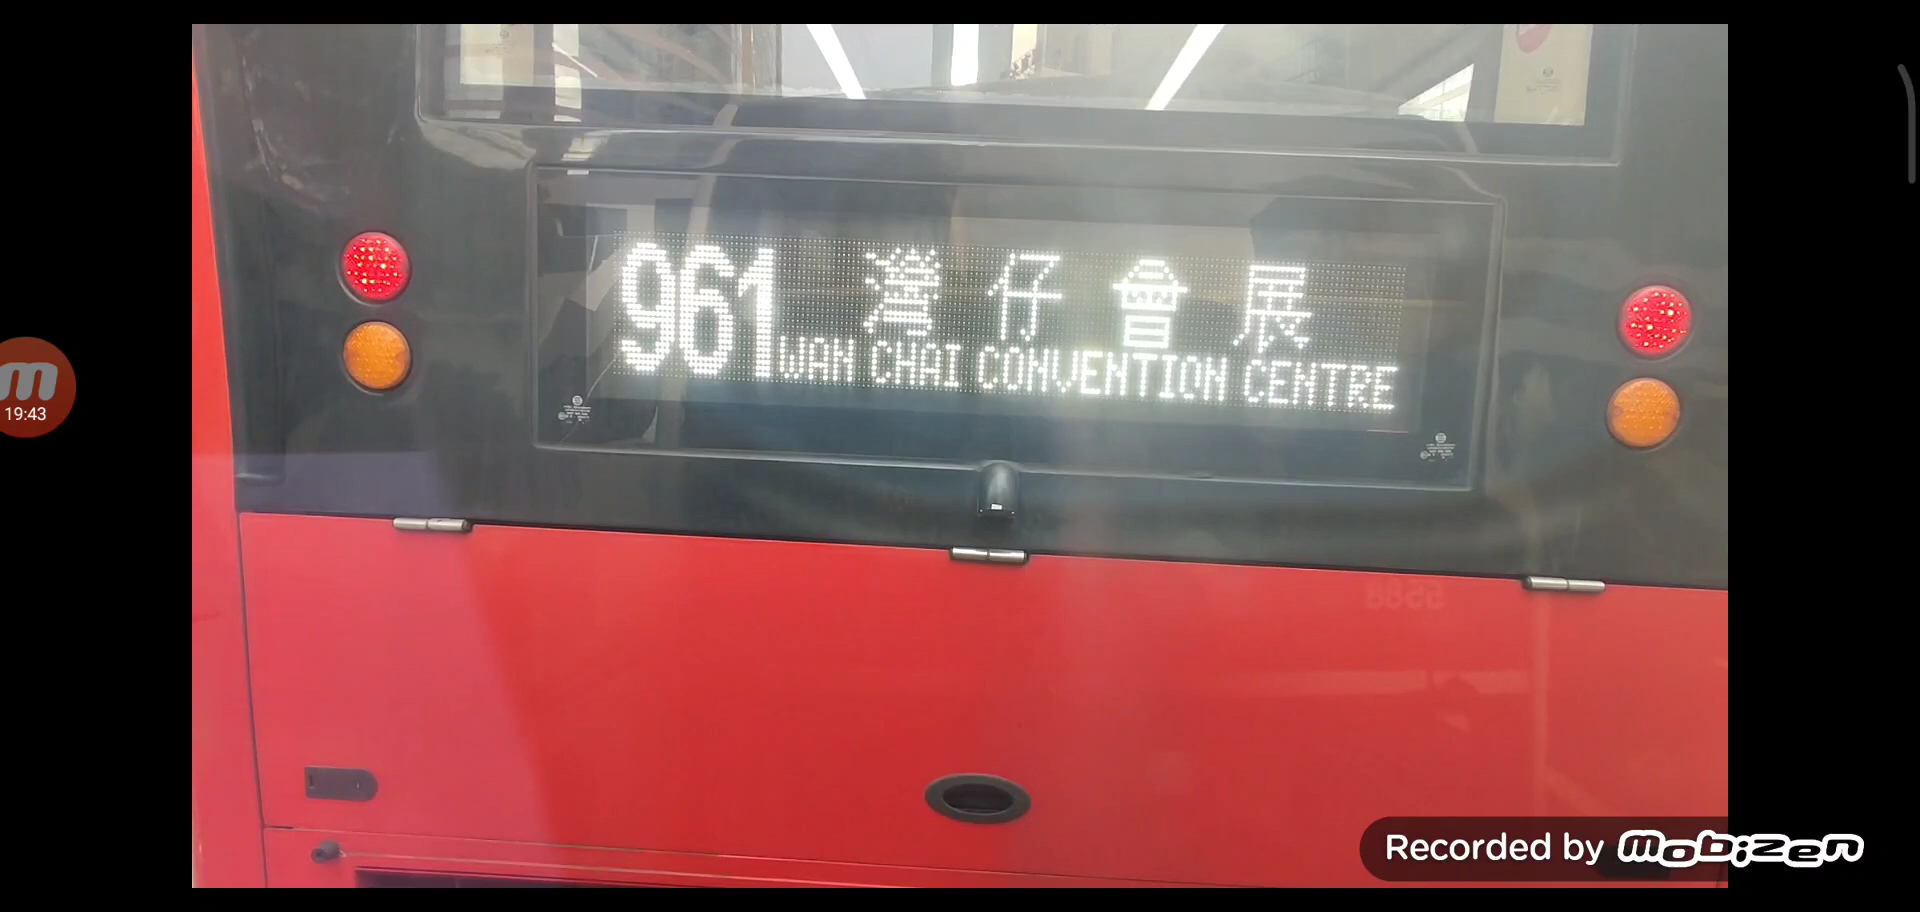 961 灣仔會展
WAN CHAI CONVENTION CENTRE
19:43
Recorded by mobizen